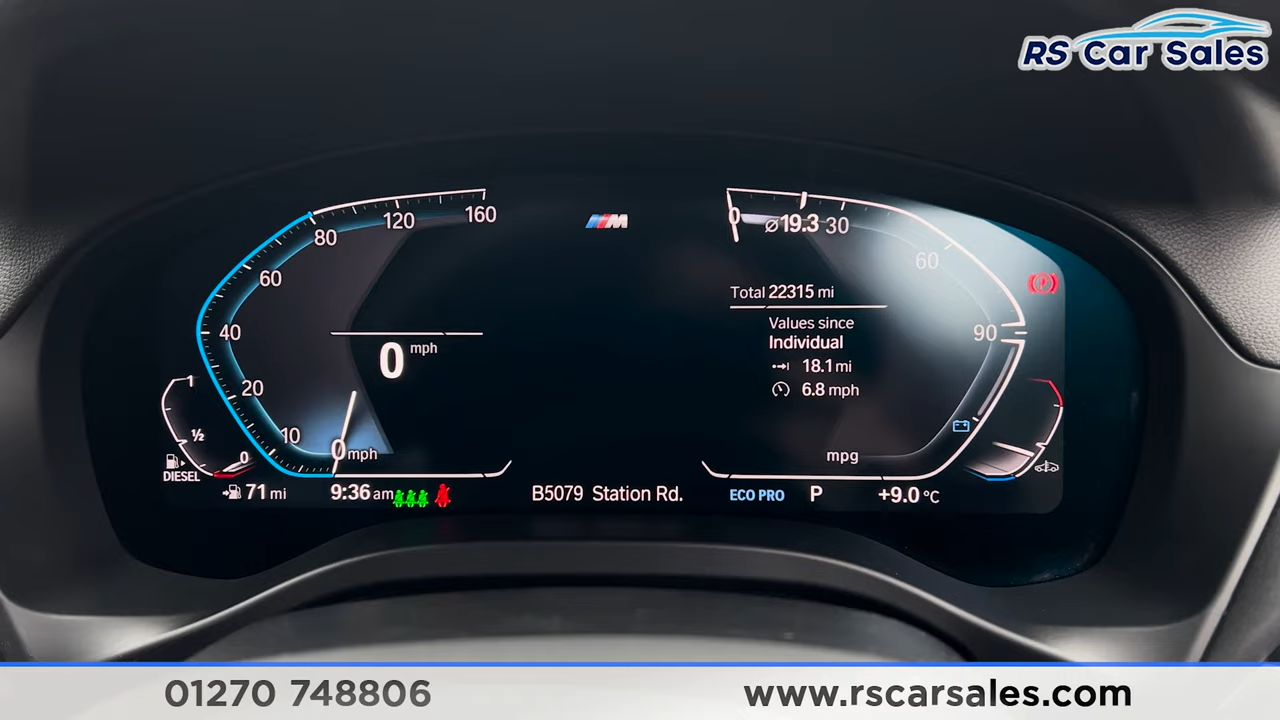 RS Car Sales
160
120
80
60
40
20
10
0 mph
0 mph
M
0
⌀19.3
30
60
90
Total 22315 mi
Values since
Individual
18.1 mi
6.8 mph
mpg
1
½
0
DIESEL
71 mi
9:36 am
B5079 Station Rd.
ECO PRO
P
+9.0 °C
(P)
01270 748806
www.rscarsales.com